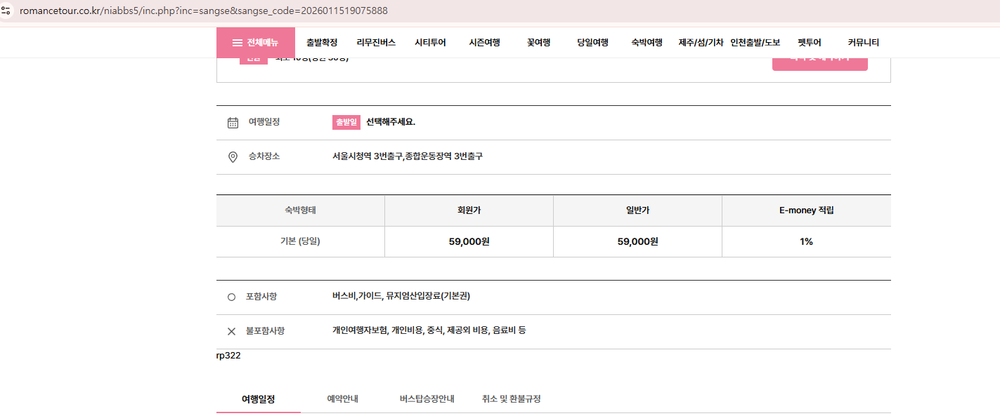 romancetour.co.kr/niabbs5/inc.php?inc=sangse&sangse_code=2026011519075888
전체메뉴 출발확정 리무진버스 시티투어 시즌여행 꽃여행 당일여행 숙박여행 제주/섬/기차 인천출발/도보 펫투어 커뮤니티
여행일정 출발일 선택해주세요.
승차장소 서울시청역 3번출구,종합운동장역 3번출구
숙박형태 회원가 일반가 E-money 적립
기본 (당일) 59,000원 59,000원 1%
포함사항 버스비,가이드, 뮤지엄산입장료(기본권)
불포함사항 개인여행자보험, 개인비용, 중식, 제공외 비용, 음료비 등
rp322
여행일정 예약안내 버스탑승장안내 취소 및 환불규정